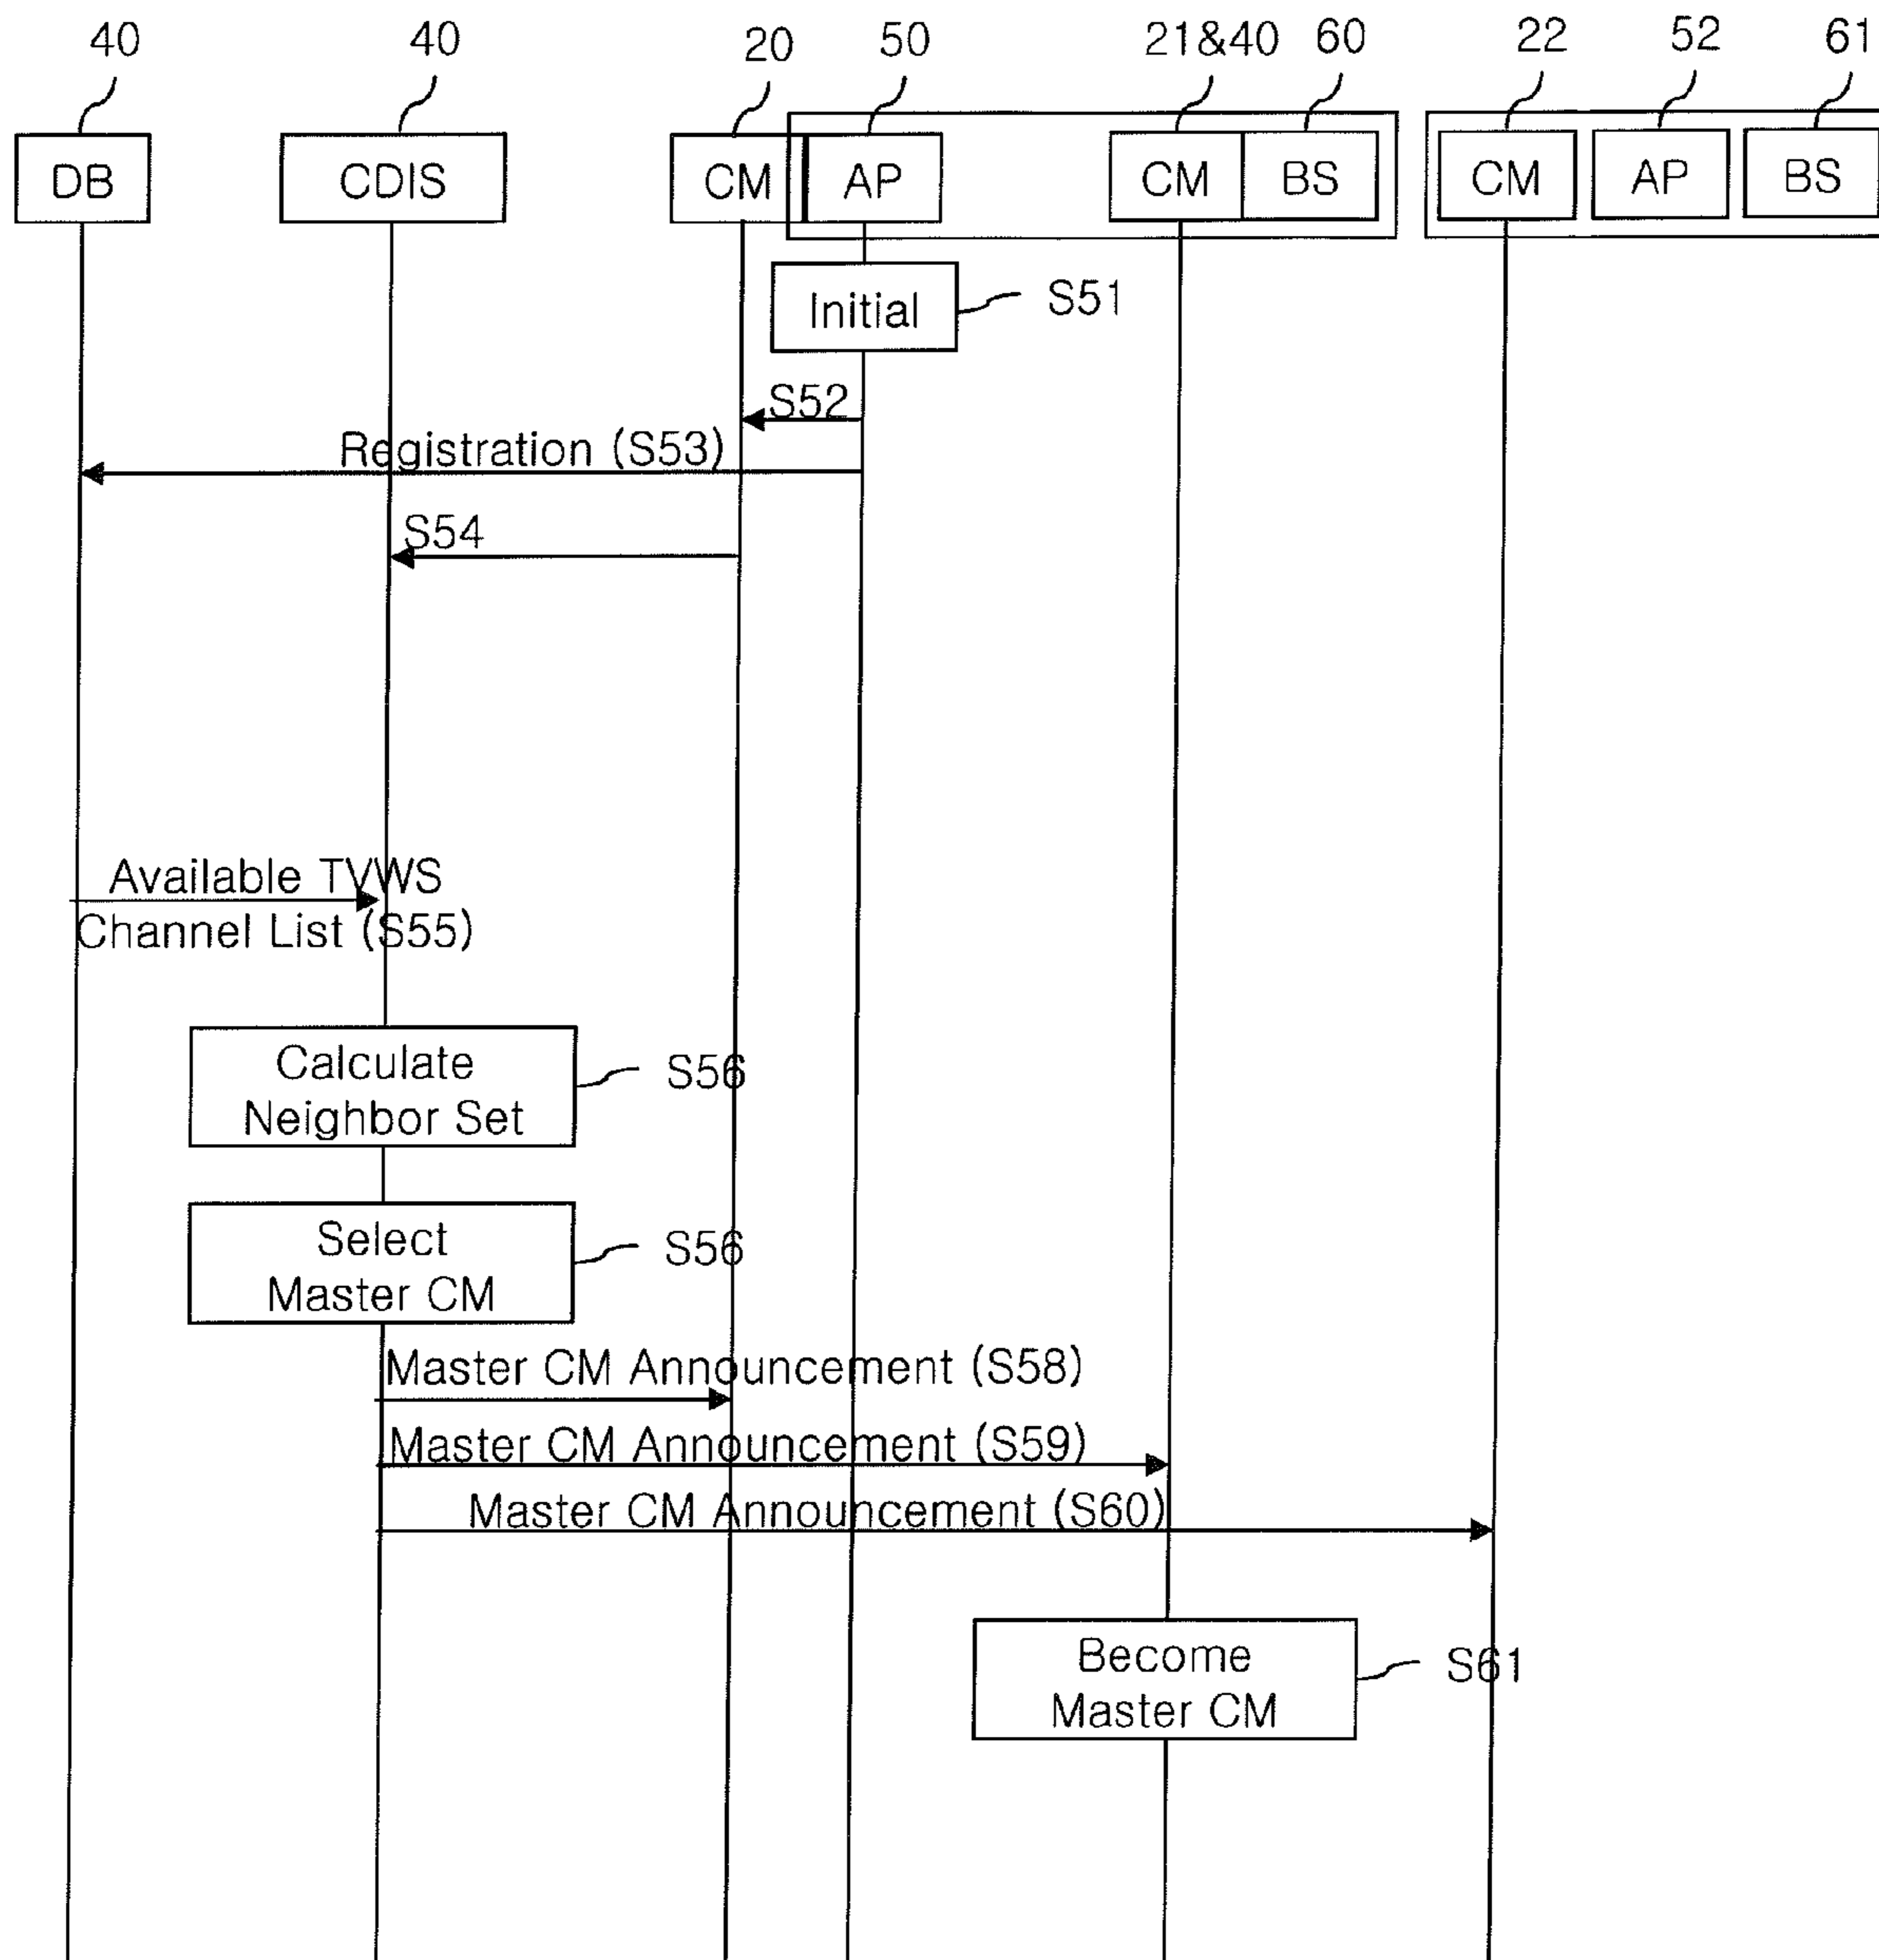 40 40 20 50 21&40 60 22 52 61
DB CDIS CM AP CM BS CM AP BS
Initial S51
S52
Registration (S53)
S54
Available TVWS
Channel List (S55)
Calculate
Neighbor Set
S56
Select
Master CM
S56
Master CM Announcement (S58)
Master CM Announcement (S59)
Master CM Announcement (S60)
Become
Master CM
S61